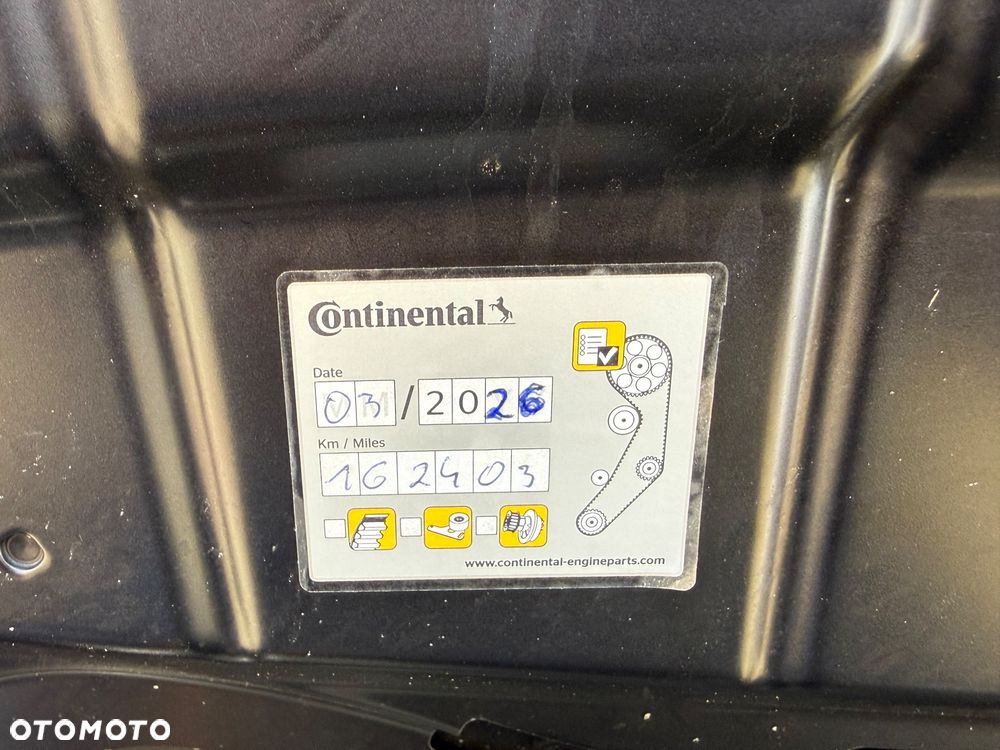 Continental
Date
03/2026
Km / Miles
162403
www.continental-engineparts.com
OTOMOTO